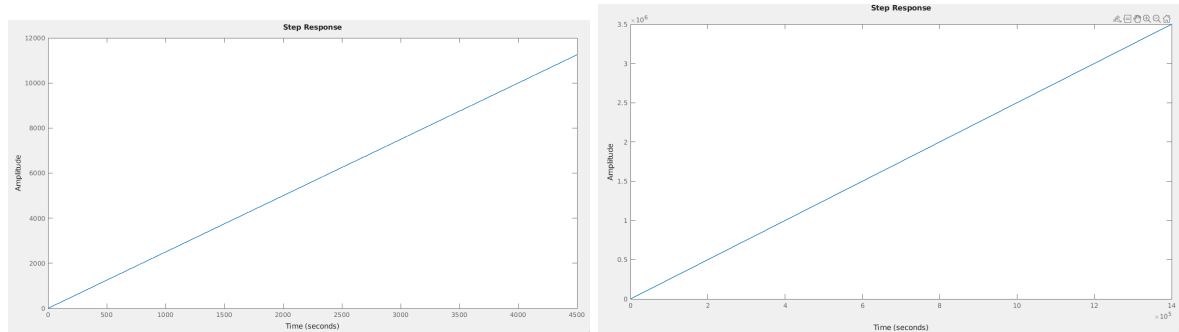 Step Response
12000
10000
8000
6000
4000
2000
0
Amplitude
0 500 1000 1500 2000 2500 3000 3500 4000 4500
Time (seconds)
Step Response
×10⁶
3.5
3
2.5
2
1.5
1
0.5
0
Amplitude
0 2 4 6 8 10 12 14
×10⁵
Time (seconds)